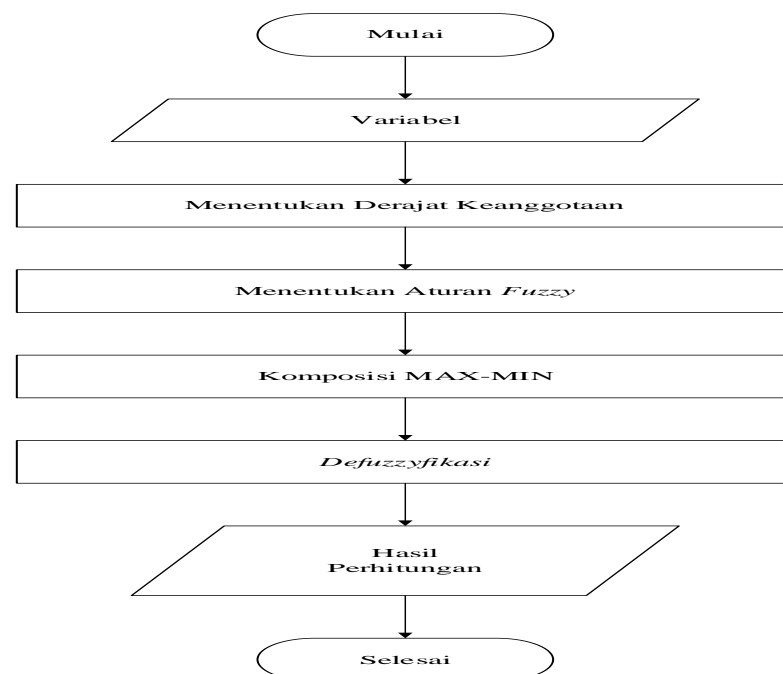 Mulai
Variabel
Menentukan Derajat Keanggotaan
Menentukan Aturan Fuzzy
Komposisi MAX-MIN
Defuzzyfikasi
Hasil
Perhitungan
Selesai